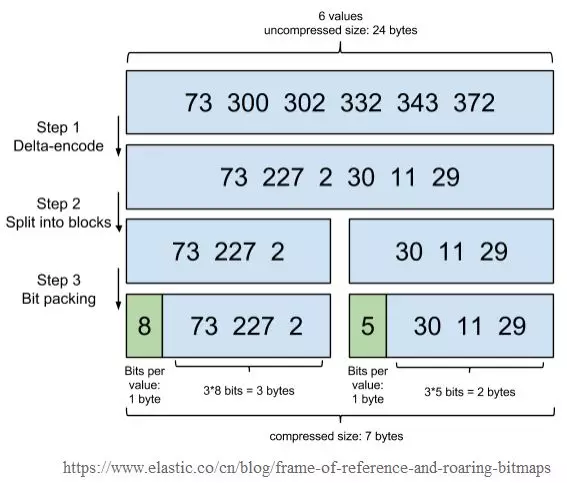 6 values
uncompressed size: 24 bytes
73 300 302 332 343 372
Step 1
Delta-encode
73 227 2 30 11 29
Step 2
Split into blocks
73 227 2
30 11 29
Step 3
Bit packing
8
73 227 2
5
30 11 29
Bits per
value:
1 byte
3*8 bits = 3 bytes
Bits per
value:
1 byte
3*5 bits = 2 bytes
compressed size: 7 bytes
https://www.elastic.co/cn/blog/frame-of-reference-and-roaring-bitmaps